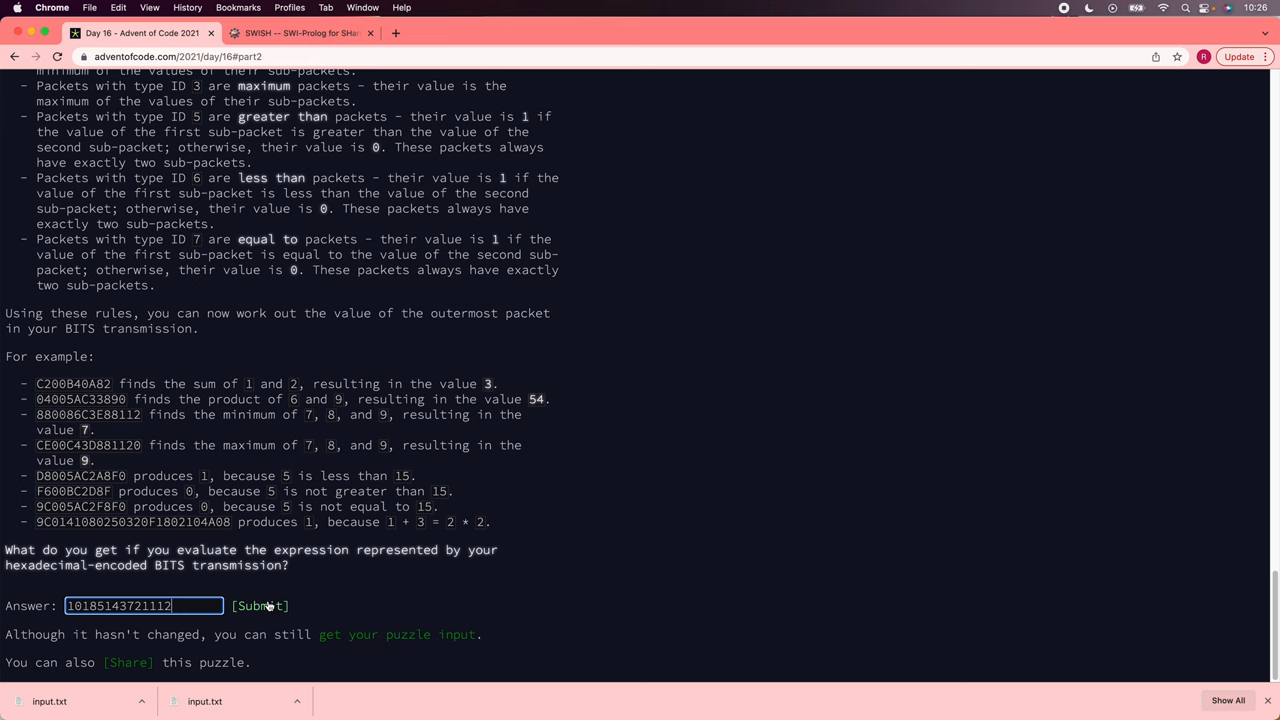 Chrome File Edit View History Bookmarks Profiles Tab Window Help 10:26
Day 16 - Advent of Code 2021 SWISH -- SWI-Prolog for SHar
adventofcode.com/2021/day/16#part2 R Update
minimum of the values of their sub-packets.
- Packets with type ID 3 are maximum packets - their value is the
maximum of the values of their sub-packets.
- Packets with type ID 5 are greater than packets - their value is 1 if
the value of the first sub-packet is greater than the value of the
second sub-packet; otherwise, their value is 0. These packets always
have exactly two sub-packets.
- Packets with type ID 6 are less than packets - their value is 1 if the
value of the first sub-packet is less than the value of the second
sub-packet; otherwise, their value is 0. These packets always have
exactly two sub-packets.
- Packets with type ID 7 are equal to packets - their value is 1 if the
value of the first sub-packet is equal to the value of the second sub-
packet; otherwise, their value is 0. These packets always have exactly
two sub-packets.
Using these rules, you can now work out the value of the outermost packet
in your BITS transmission.
For example:
- C200B40A82 finds the sum of 1 and 2, resulting in the value 3.
- 04005AC33890 finds the product of 6 and 9, resulting in the value 54.
- 880086C3E88112 finds the minimum of 7, 8, and 9, resulting in the
value 7.
- CE00C43D881120 finds the maximum of 7, 8, and 9, resulting in the
value 9.
- D8005AC2A8F0 produces 1, because 5 is less than 15.
- F600BC2D8F produces 0, because 5 is not greater than 15.
- 9C005AC2F8F0 produces 0, because 5 is not equal to 15.
- 9C0141080250320F1802104A08 produces 1, because 1 + 3 = 2 * 2.
What do you get if you evaluate the expression represented by your
hexadecimal-encoded BITS transmission?
Answer: 10185143721112 [Submit]
Although it hasn't changed, you can still get your puzzle input.
You can also [Share] this puzzle.
input.txt input.txt Show All